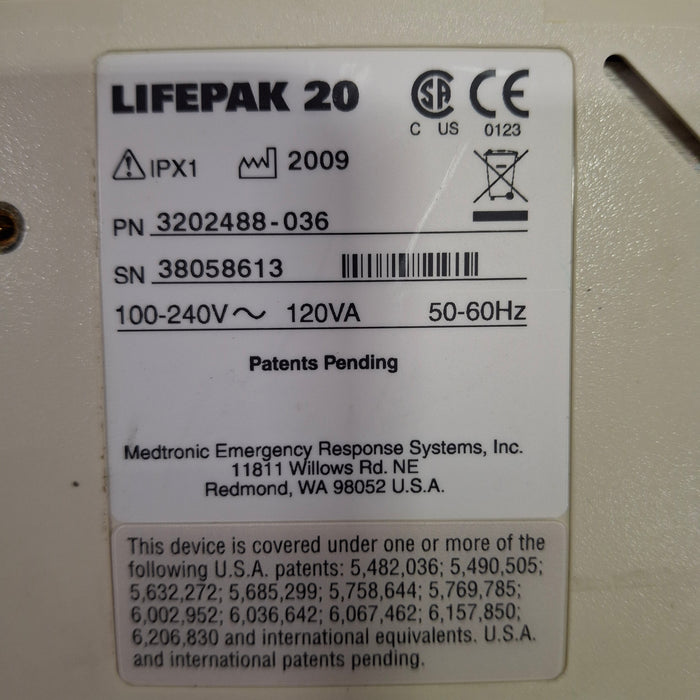 LIFEPAK 20
C US 0123
IPX1 2009
PN 3202488-036
SN 38058613
100-240V~ 120VA 50-60Hz
Patents Pending
Medtronic Emergency Response Systems, Inc.
11811 Willows Rd. NE
Redmond, WA 98052 U.S.A.
This device is covered under one or more of the
following U.S.A. patents: 5,482,036; 5,490,505;
5,632,272; 5,685,299; 5,758,644; 5,769,785;
6,002,952; 6,036,642; 6,067,462; 6,157,850;
6,206,830 and international equivalents. U.S.A.
and international patents pending.